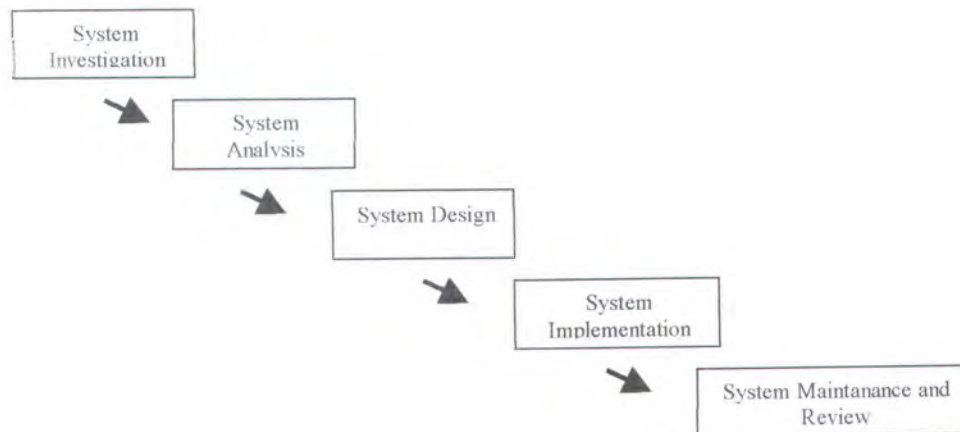 System
Investigation
System
Analysis
System Design
System
Implementation
System Maintanance and
Review